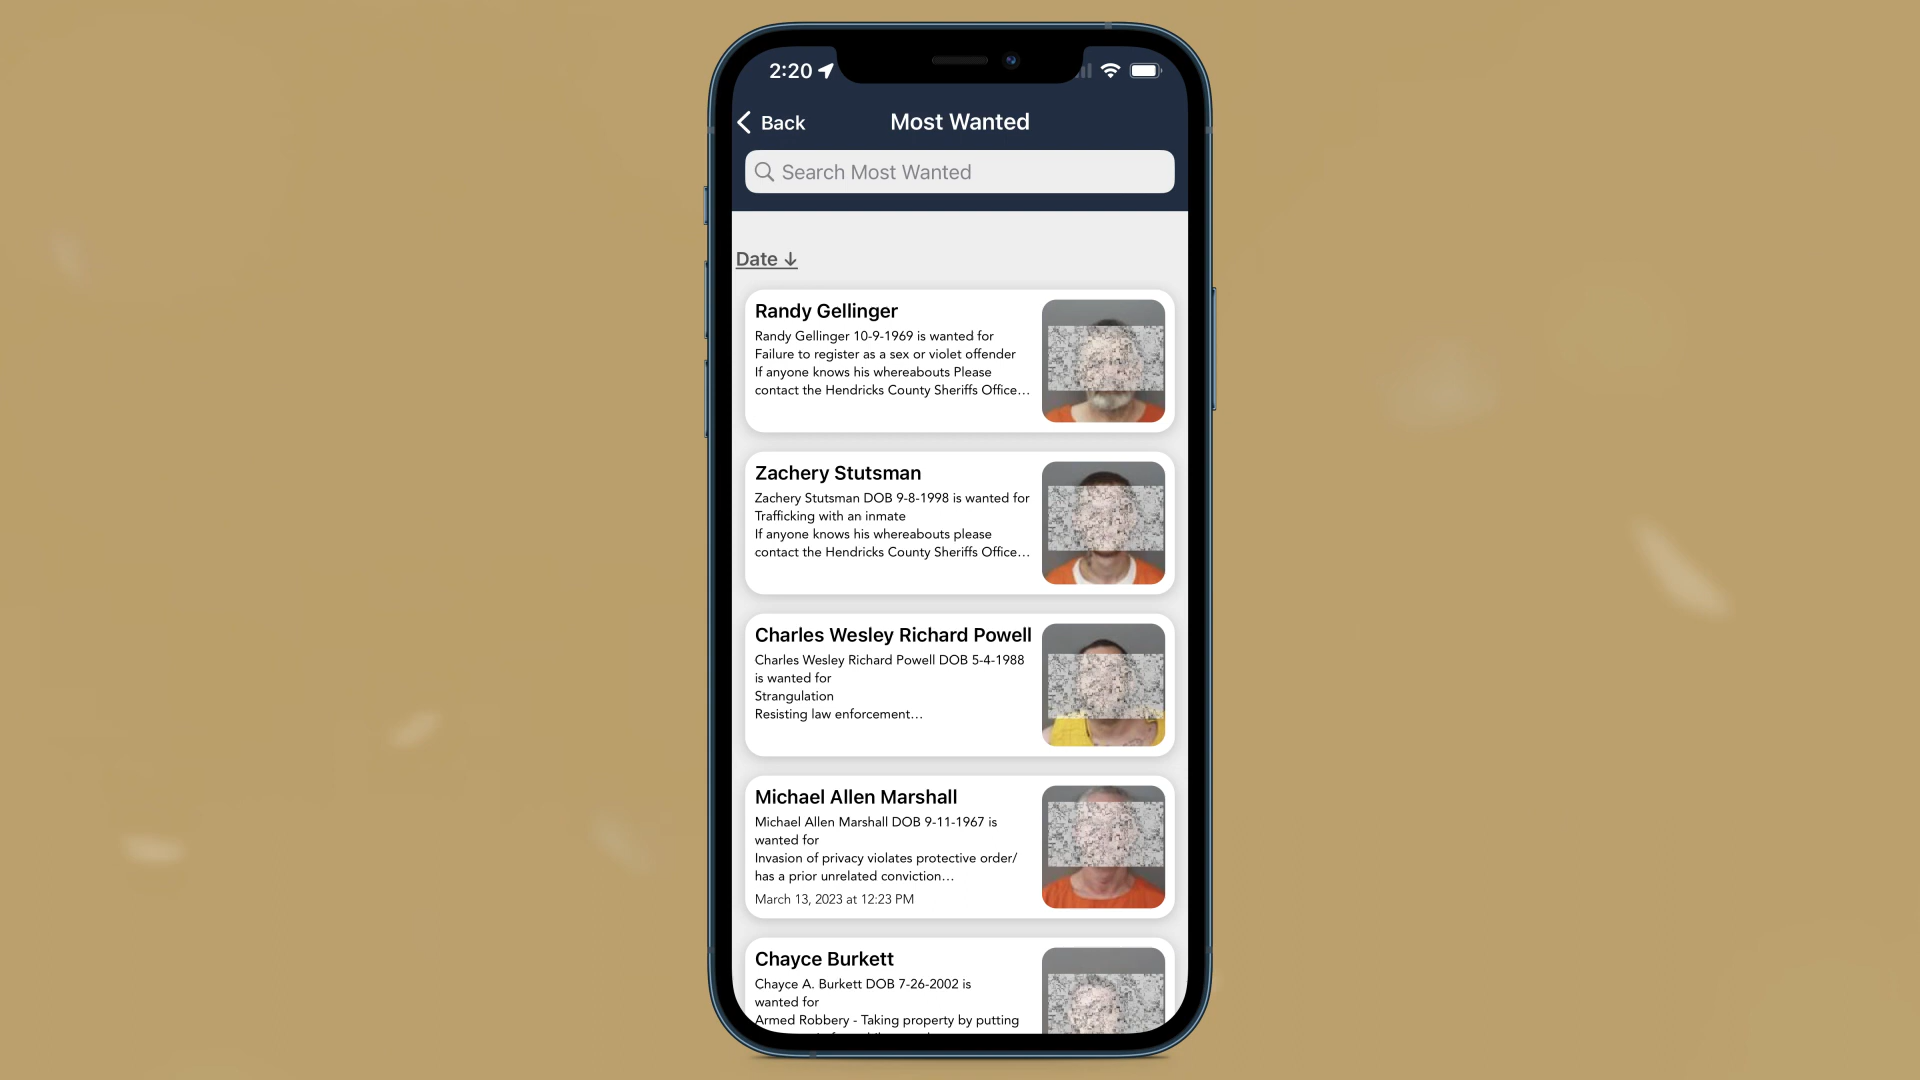 2:20
Back
Most Wanted
Search Most Wanted
Date ↓
Randy Gellinger
Randy Gellinger 10-9-1969 is wanted for
Failure to register as a sex or violet offender
If anyone knows his whereabouts Please
contact the Hendricks County Sheriffs Office...
Zachery Stutsman
Zachery Stutsman DOB 9-8-1998 is wanted for
Trafficking with an inmate
If anyone knows his whereabouts please
contact the Hendricks County Sheriffs Office...
Charles Wesley Richard Powell
Charles Wesley Richard Powell DOB 5-4-1988
is wanted for
Strangulation
Resisting law enforcement...
Michael Allen Marshall
Michael Allen Marshall DOB 9-11-1967 is
wanted for
Invasion of privacy violates protective order/
has a prior unrelated conviction...
March 13, 2023 at 12:23 PM
Chayce Burkett
Chayce A. Burkett DOB 7-26-2002 is
wanted for
Armed Robbery - Taking property by putting